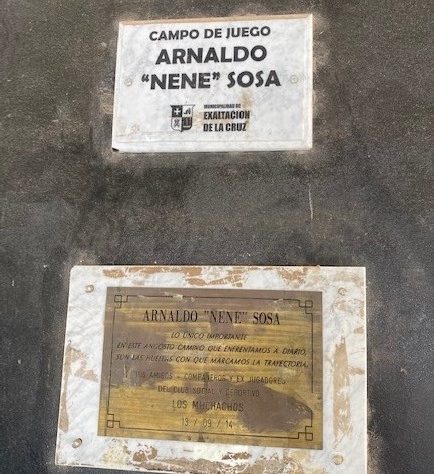 CAMPO DE JUEGO
ARNALDO
“NENE” SOSA
MUNICIPALIDAD DE
EXALTACION
DE LA CRUZ
ARNALDO "NENE" SOSA
LO ÚNICO IMPORTANTE
EN ESTE ANGOSTO CAMINO QUE ENFRENTAMOS A DIARIO,
SON LAS HUELLAS CON QUE MARCAMOS LA TRAYECTORIA.
TUS AMIGOS - COMPAÑEROS Y EX JUGADORES
DEL CLUB SOCIAL Y DEPORTIVO
LOS MUCHACHOS
13 / 09 / 14